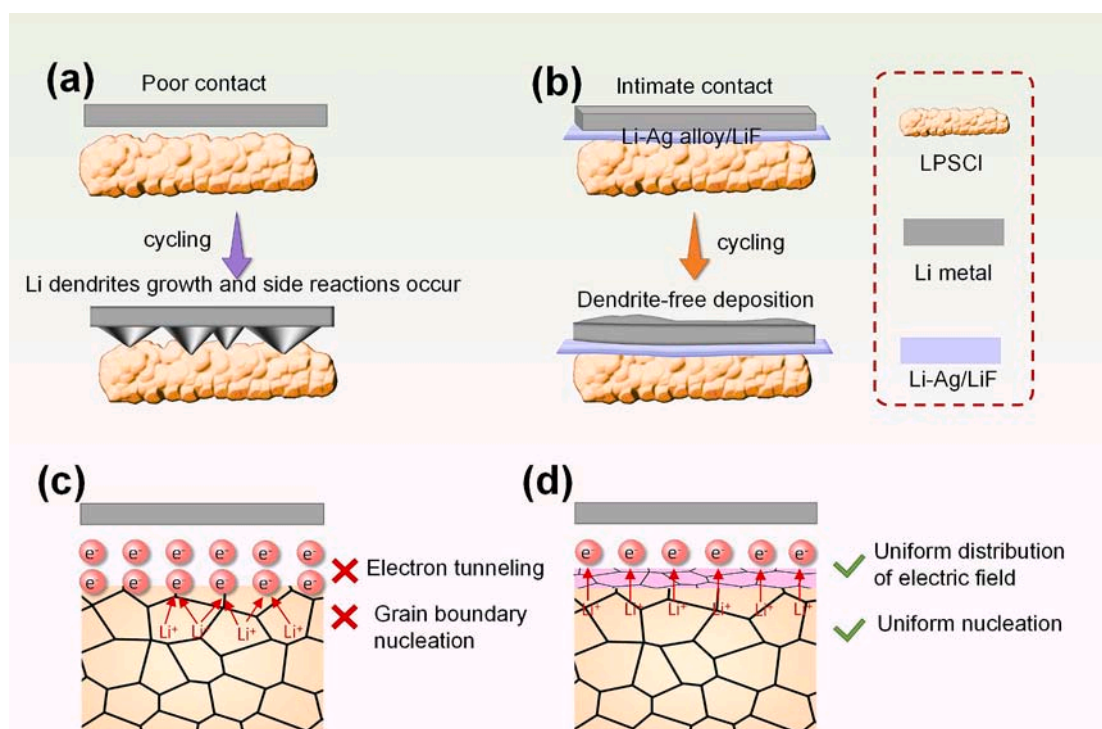 (a)
Poor contact
cycling
Li dendrites growth and side reactions occur
(b)
Intimate contact
Li-Ag alloy/LiF
cycling
Dendrite-free deposition
LPSCl
Li metal
Li-Ag/LiF
(c)
e⁻ e⁻ e⁻ e⁻ e⁻ e⁻
e⁻ e⁻ e⁻ e⁻ e⁻ e⁻
Li⁺ Li⁺ Li⁺ Li⁺
Electron tunneling
Grain boundary
nucleation
(d)
e⁻ e⁻ e⁻ e⁻ e⁻ e⁻
Li⁺ Li⁺ Li⁺ Li⁺ Li⁺ Li⁺
Uniform distribution
of electric field
Uniform nucleation